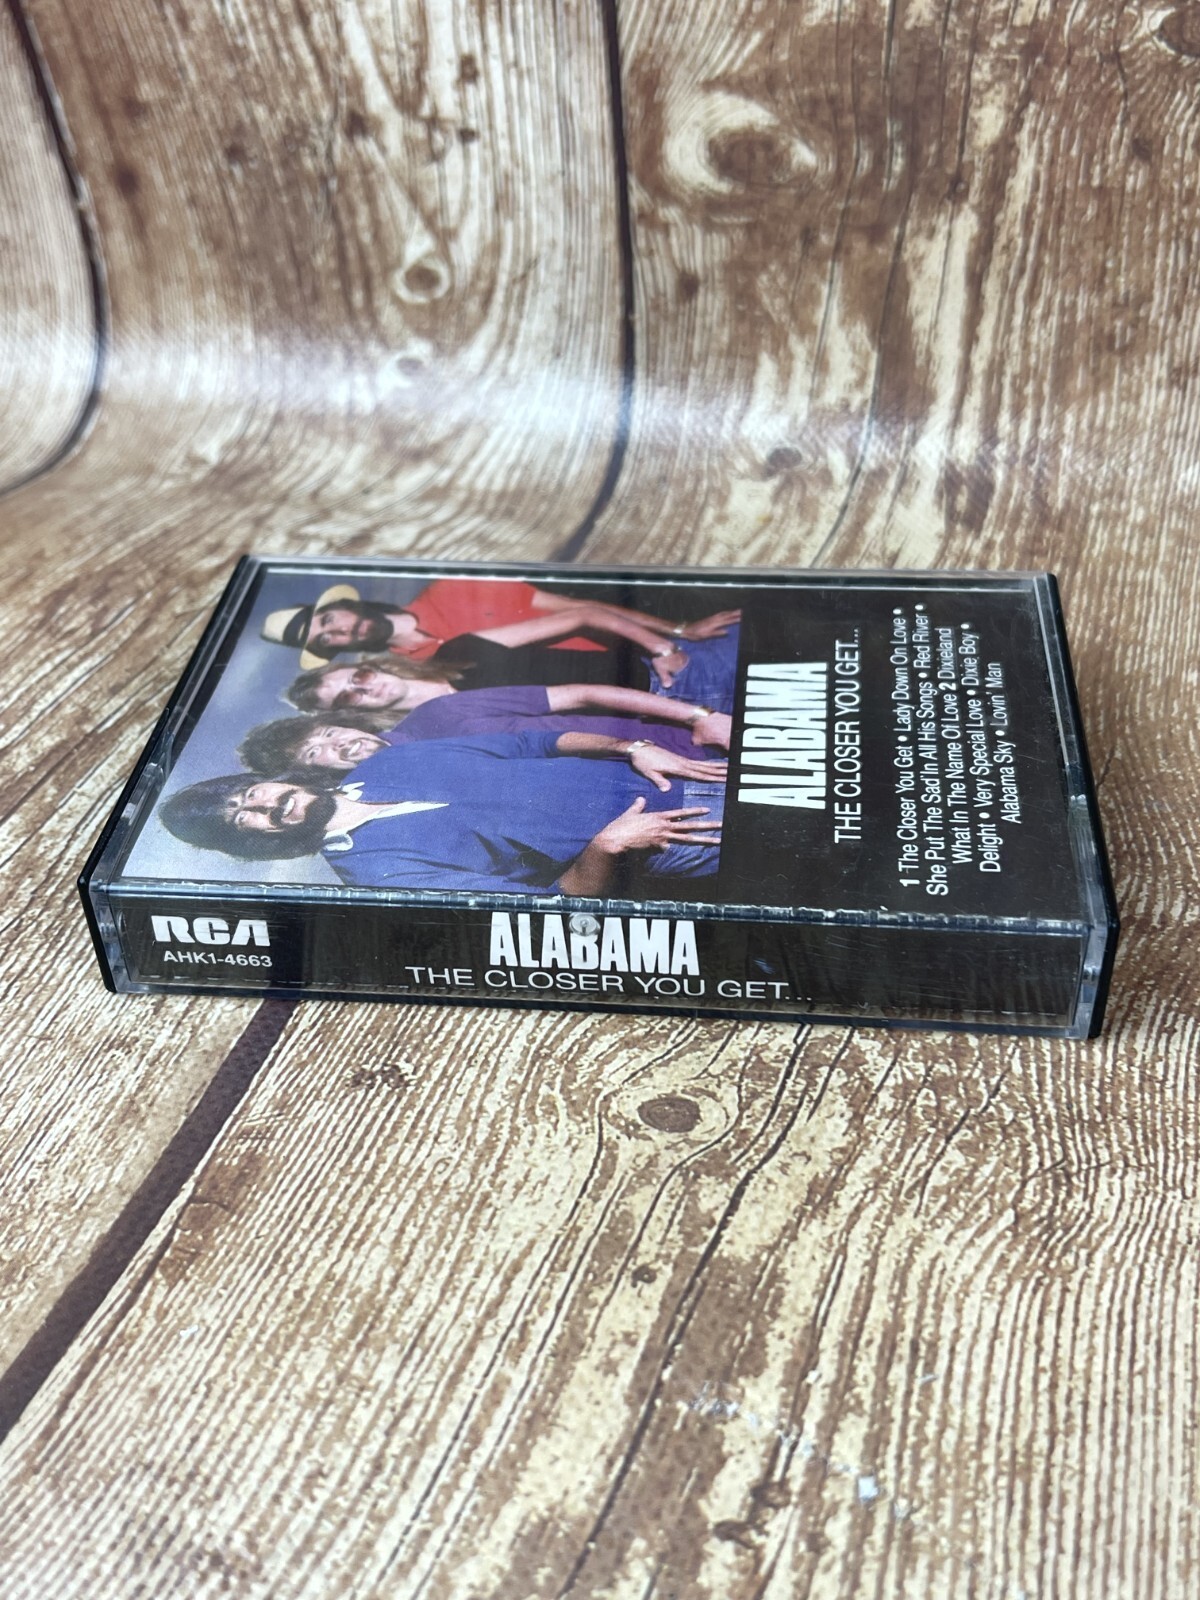 ALABAMA
THE CLOSER YOU GET...
1 The Closer You Get • Lady Down On Love •
She Put The Sad In All His Songs • Red River •
What In The Name Of Love 2 Dixieland
Delight • Very Special Love • Dixie Boy •
Alabama Sky • Lovin' Man
RCA
AHK1-4663
ALABAMA
THE CLOSER YOU GET...